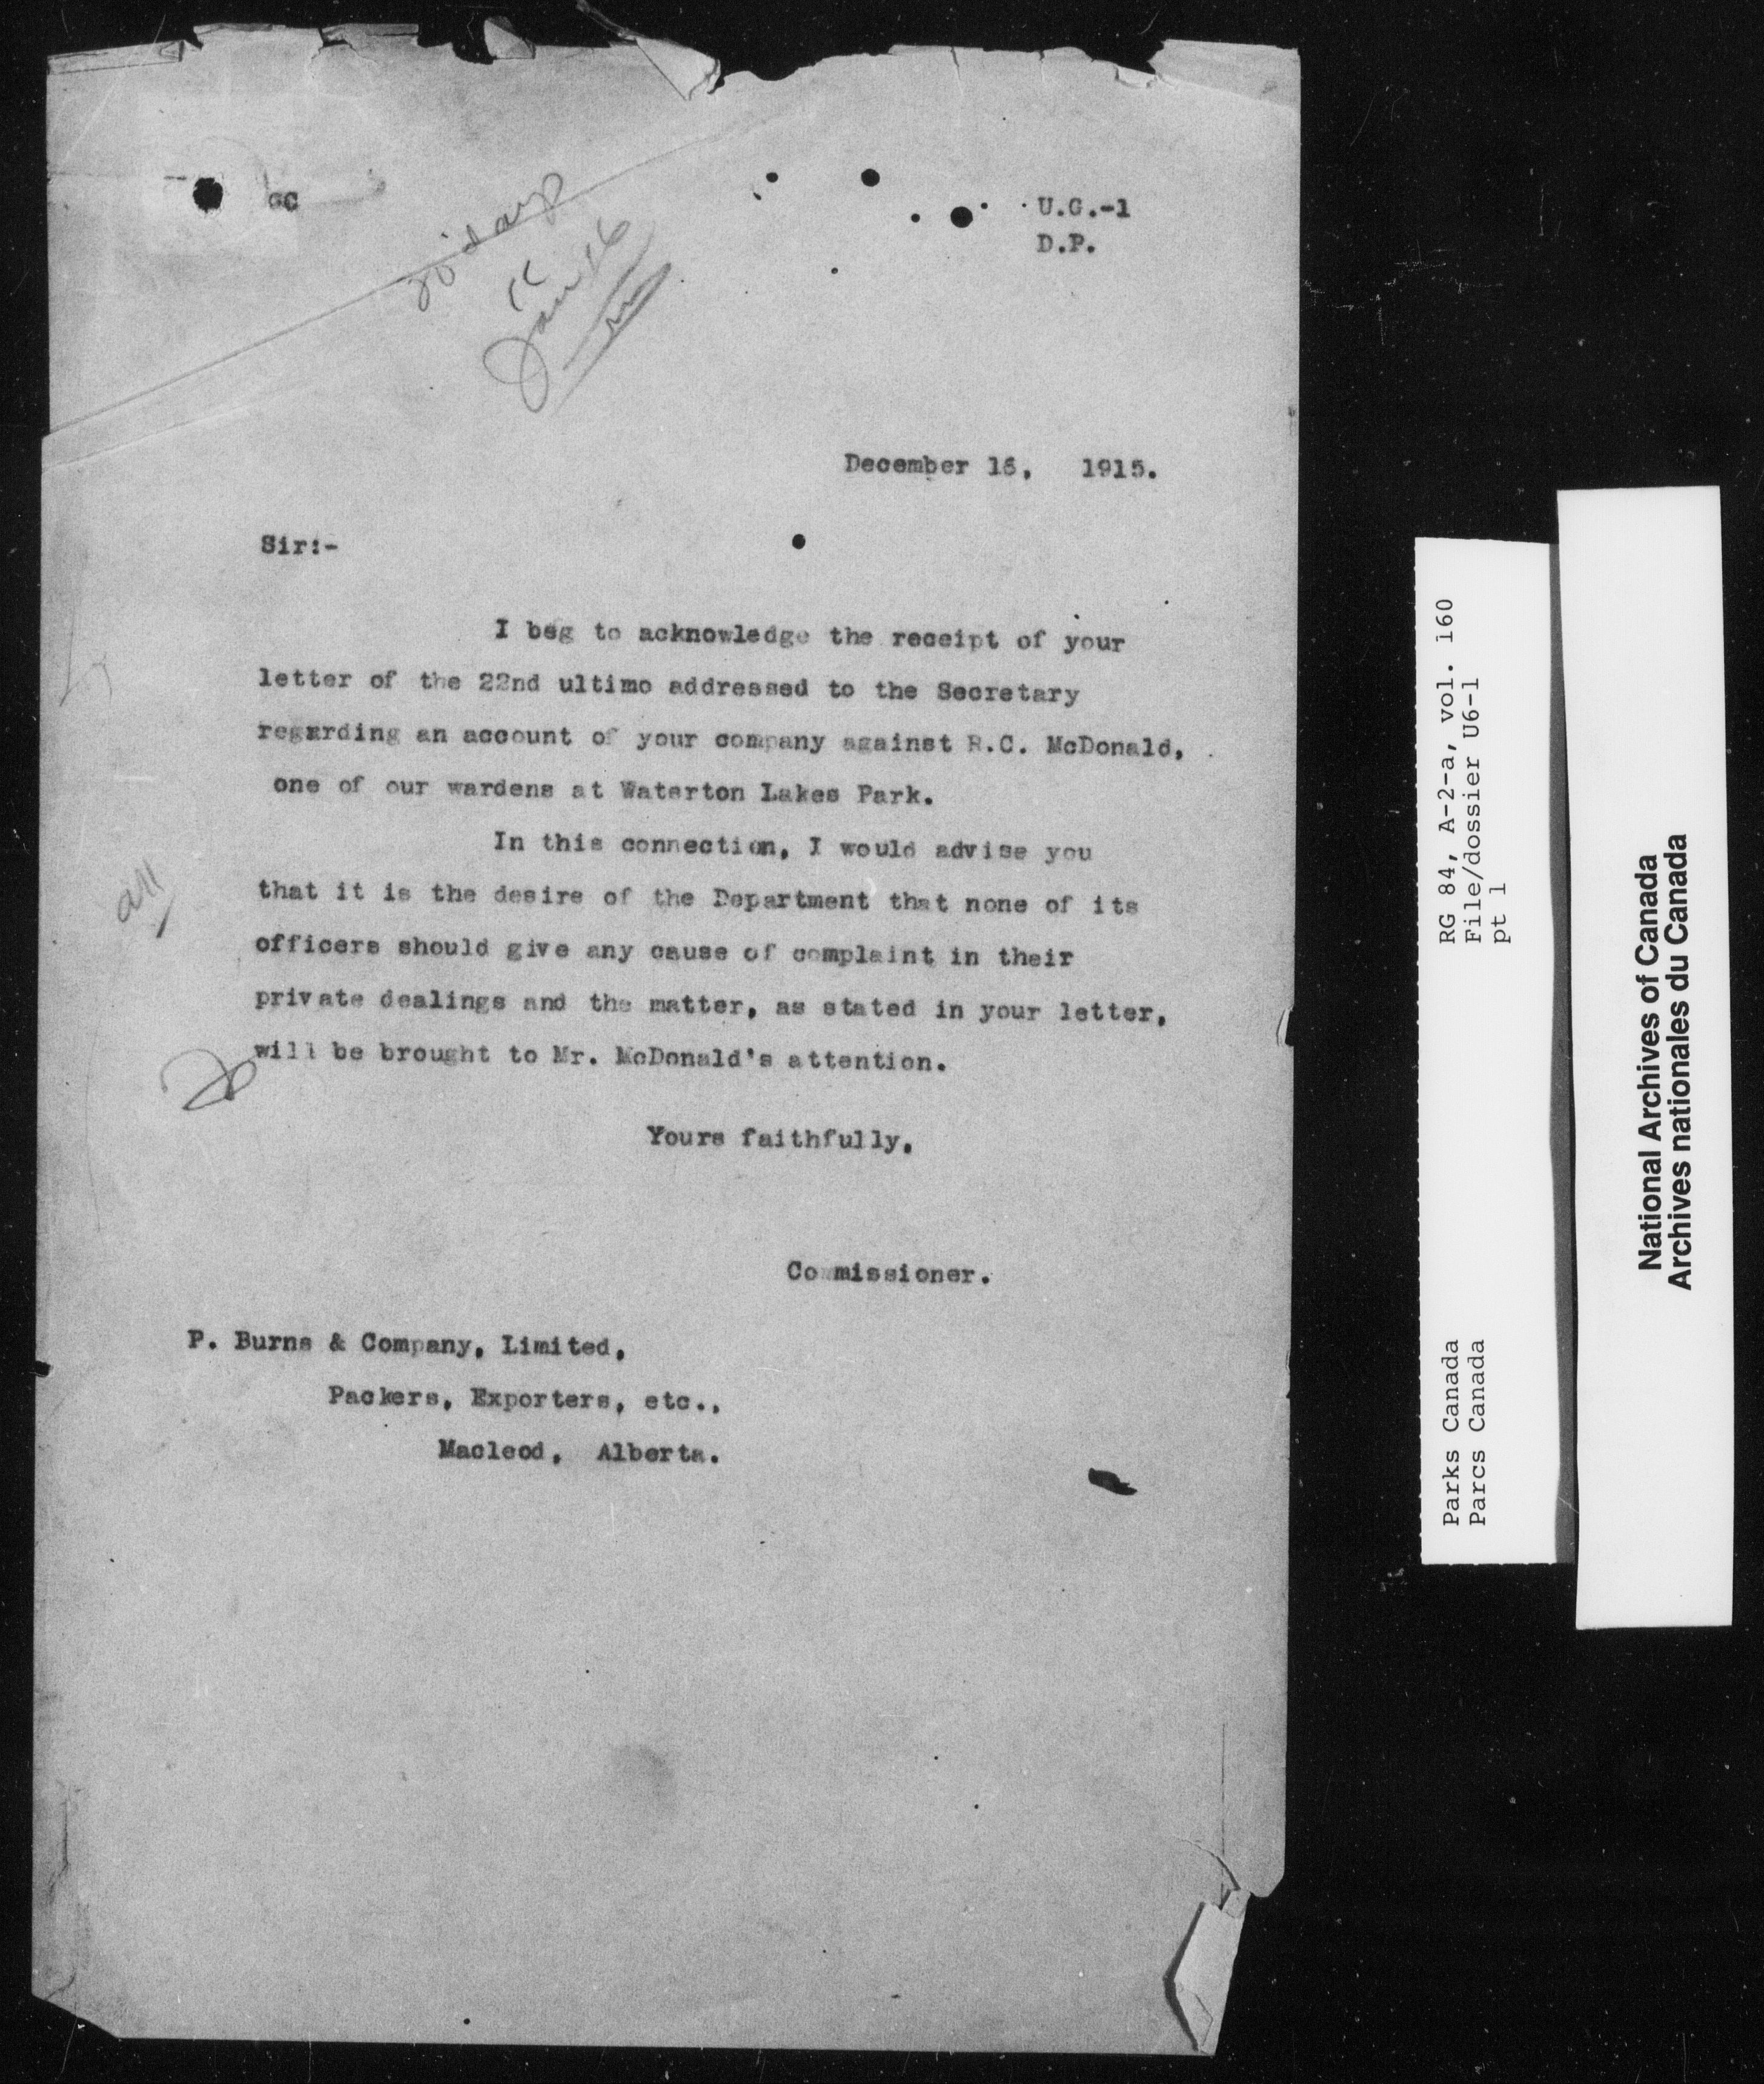 GC
U.G.-1
D.P.
30 days
Jan 16
December 16, 1915.
Sir:-
I beg to acknowledge the receipt of your
letter of the 22nd ultimo addressed to the Secretary
regarding an account of your company against R.C. McDonald,
one of our wardens at Waterton Lakes Park.
In this connection, I would advise you
that it is the desire of the Department that none of its
officers should give any cause of complaint in their
private dealings and the matter, as stated in your letter,
will be brought to Mr. McDonald's attention.
Yours faithfully,
Commissioner.
P. Burns & Company, Limited,
Packers, Exporters, etc.,
Macleod, Alberta.
RG 84, A-2-a, vol. 160
File/dossier U6-1
pt 1
Parks Canada
Parcs Canada
National Archives of Canada
Archives nationales du Canada